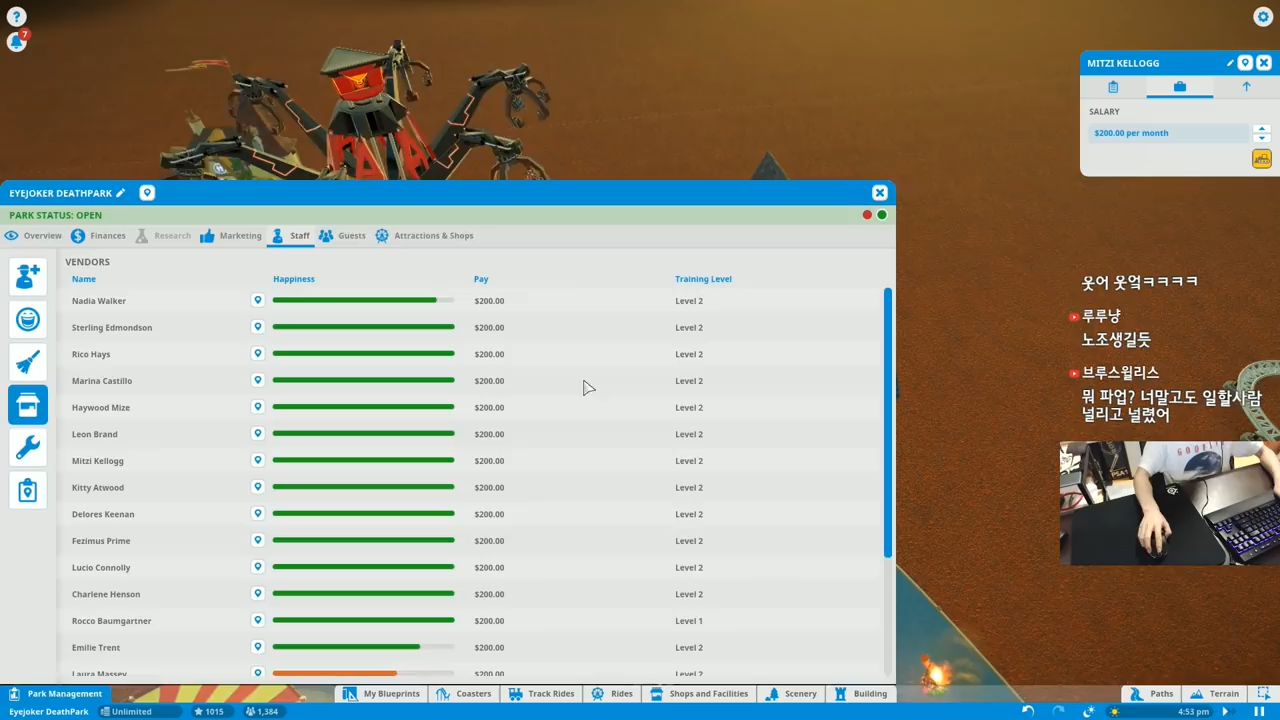 ?
7
MITZI KELLOGG
SALARY
$200.00 per month
EYEJOKER DEATHPARK
PARK STATUS: OPEN
Overview Finances Research Marketing Staff Guests Attractions & Shops
VENDORS
Name Happiness Pay Training Level
Nadia Walker $200.00 Level 2
Sterling Edmondson $200.00 Level 2
Rico Hays $200.00 Level 2
Marina Castillo $200.00 Level 2
Haywood Mize $200.00 Level 2
Leon Brand $200.00 Level 2
Mitzi Kellogg $200.00 Level 2
Kitty Atwood $200.00 Level 2
Delores Keenan $200.00 Level 2
Fezimus Prime $200.00 Level 2
Lucio Connolly $200.00 Level 2
Charlene Henson $200.00 Level 2
Rocco Baumgartner $200.00 Level 1
Emilie Trent $200.00 Level 2
Laura Massey $200.00 Level 2
웃어 웃엌ㅋㅋㅋㅋ
루루냥
노조생길듯
브루스윌리스
뭐 파업? 너말고도 일할사람
널리고 널렸어
Park Management My Blueprints Coasters Track Rides Rides Shops and Facilities Scenery Building Paths Terrain
Eyejoker DeathPark Unlimited 1015 1,384 4:53 pm